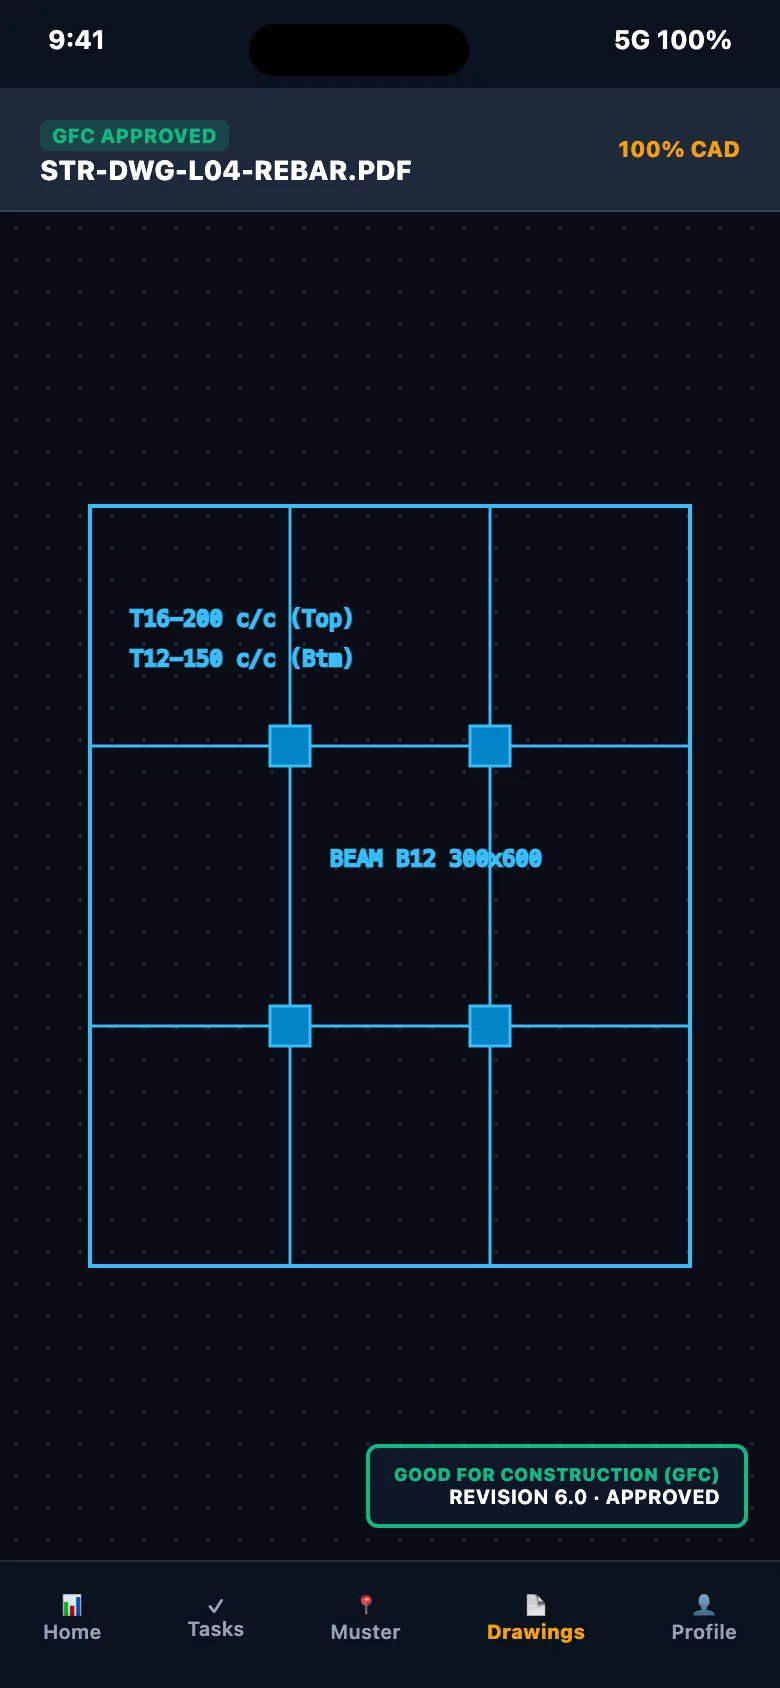 9:41
5G 100%
GFC APPROVED
STR-DWG-L04-REBAR.PDF
100% CAD
T16–200 c/c (Top)
T12–150 c/c (Btm)
BEAM B12 300x600
GOOD FOR CONSTRUCTION (GFC)
REVISION 6.0 · APPROVED
Home
Tasks
Muster
Drawings
Profile